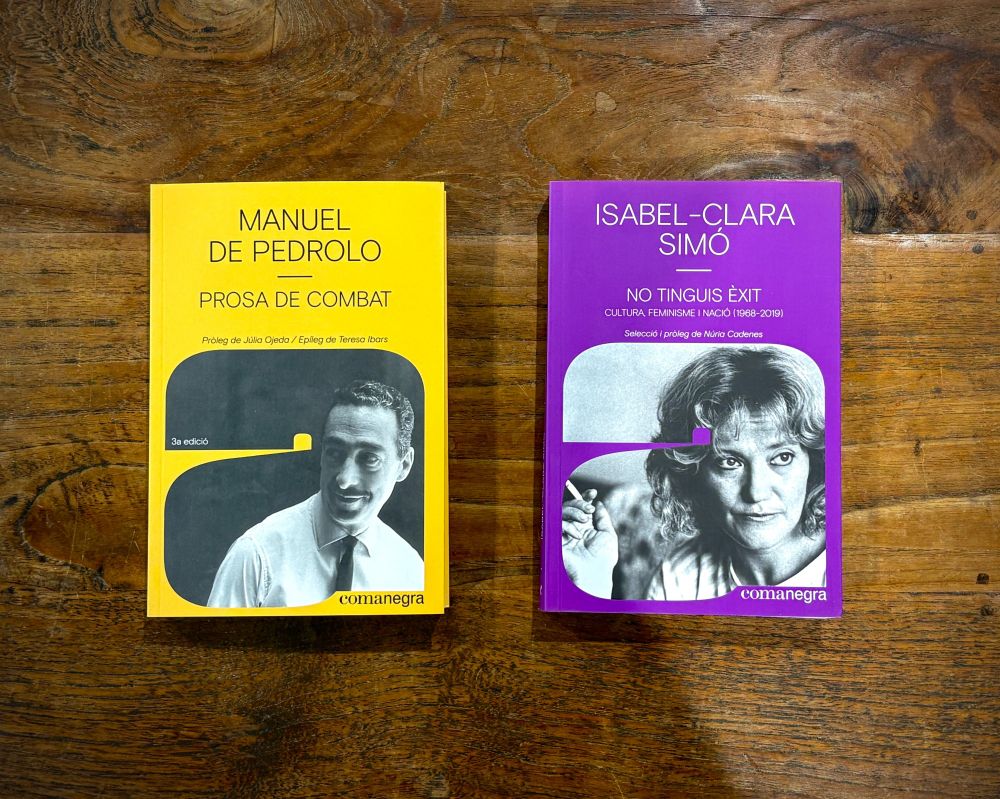 MANUEL
DE PEDROLO
PROSA DE COMBAT
Pròleg de Júlia Ojeda / Epíleg de Teresa Ibars
3a edició
comanegra
ISABEL-CLARA
SIMÓ
NO TINGUIS ÈXIT
CULTURA, FEMINISME I NACIÓ (1968-2019)
Selecció i pròleg de Núria Cadenes
comanegra